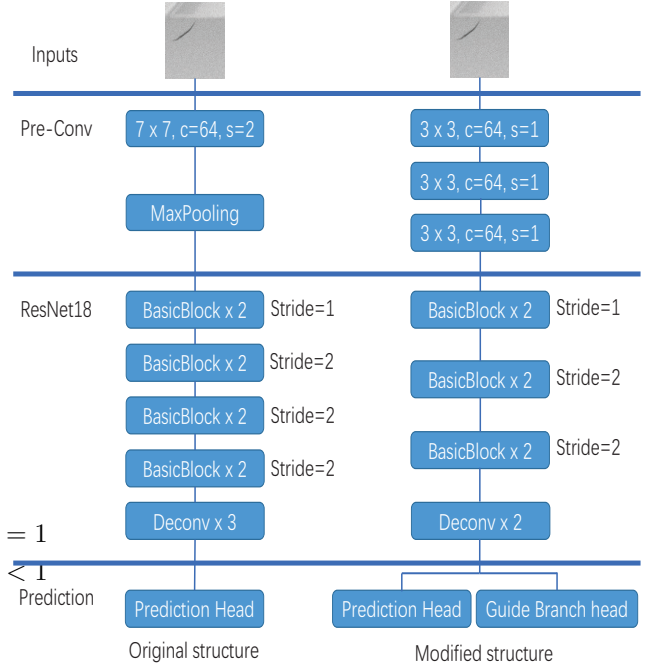 Inputs
Pre-Conv
7 x 7, c=64, s=2
3 x 3, c=64, s=1
3 x 3, c=64, s=1
MaxPooling
3 x 3, c=64, s=1
ResNet18
BasicBlock x 2 Stride=1
BasicBlock x 2 Stride=1
BasicBlock x 2 Stride=2
BasicBlock x 2 Stride=2
BasicBlock x 2 Stride=2
BasicBlock x 2 Stride=2
BasicBlock x 2 Stride=2
Deconv x 3
Deconv x 2
= 1
< 1
Prediction
Prediction Head
Prediction Head
Guide Branch head
Original structure
Modified structure